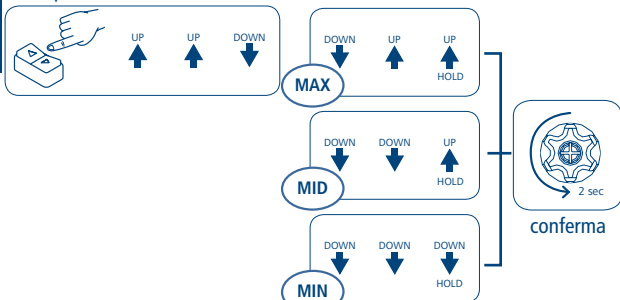 UP UP DOWN
DOWN UP UP
HOLD
MAX
DOWN DOWN UP
HOLD
MID
2 sec
conferma
DOWN DOWN DOWN
HOLD
MIN